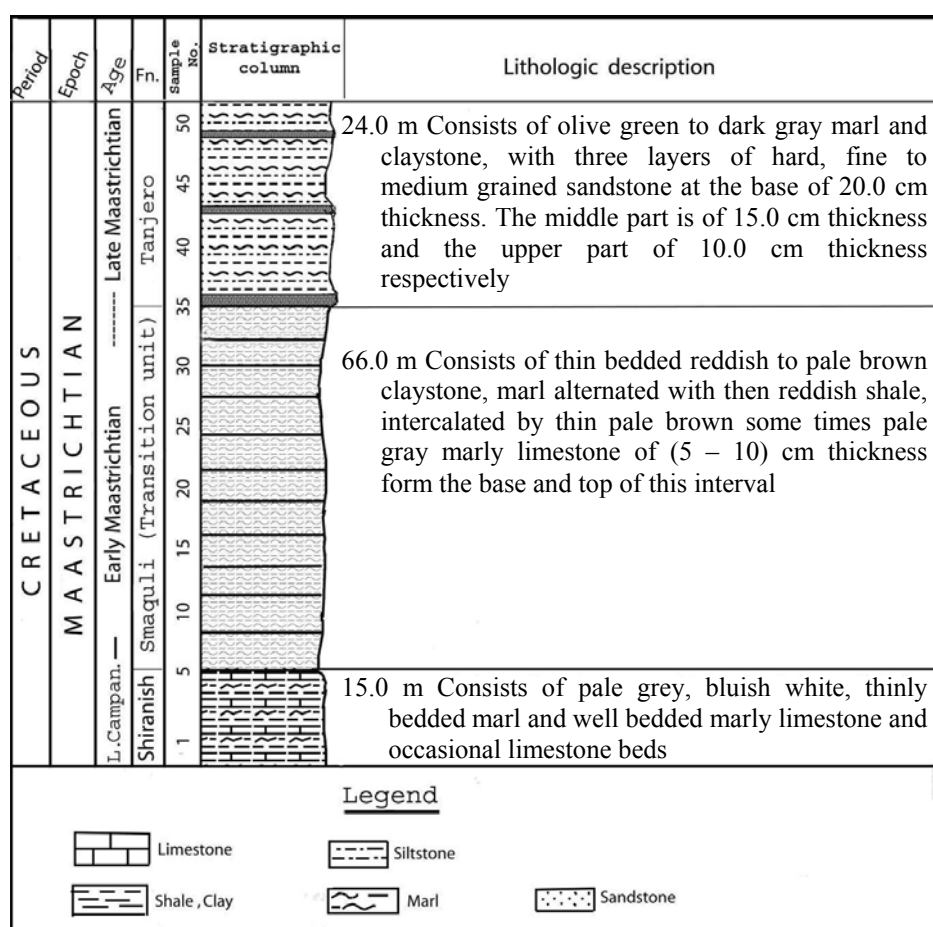 Period
Epoch
Age
Fn.
Sample No.
Stratigraphic
column
Lithologic description
CRETACEOUS
MAASTRICHTIAN
L.Campan. — Early Maastrichtian -------- Late Maastrichtian
Shiranish
Smaquli (Transition unit)
Tanjero
50
45
40
35
30
25
20
15
10
5
1
24.0 m Consists of olive green to dark gray marl and
claystone, with three layers of hard, fine to
medium grained sandstone at the base of 20.0 cm
thickness. The middle part is of 15.0 cm thickness
and the upper part of 10.0 cm thickness
respectively
66.0 m Consists of thin bedded reddish to pale brown
claystone, marl alternated with then reddish shale,
intercalated by thin pale brown some times pale
gray marly limestone of (5 – 10) cm thickness
form the base and top of this interval
15.0 m Consists of pale grey, bluish white, thinly
bedded marl and well bedded marly limestone and
occasional limestone beds
Legend
Limestone
Siltstone
Shale , Clay
Marl
Sandstone